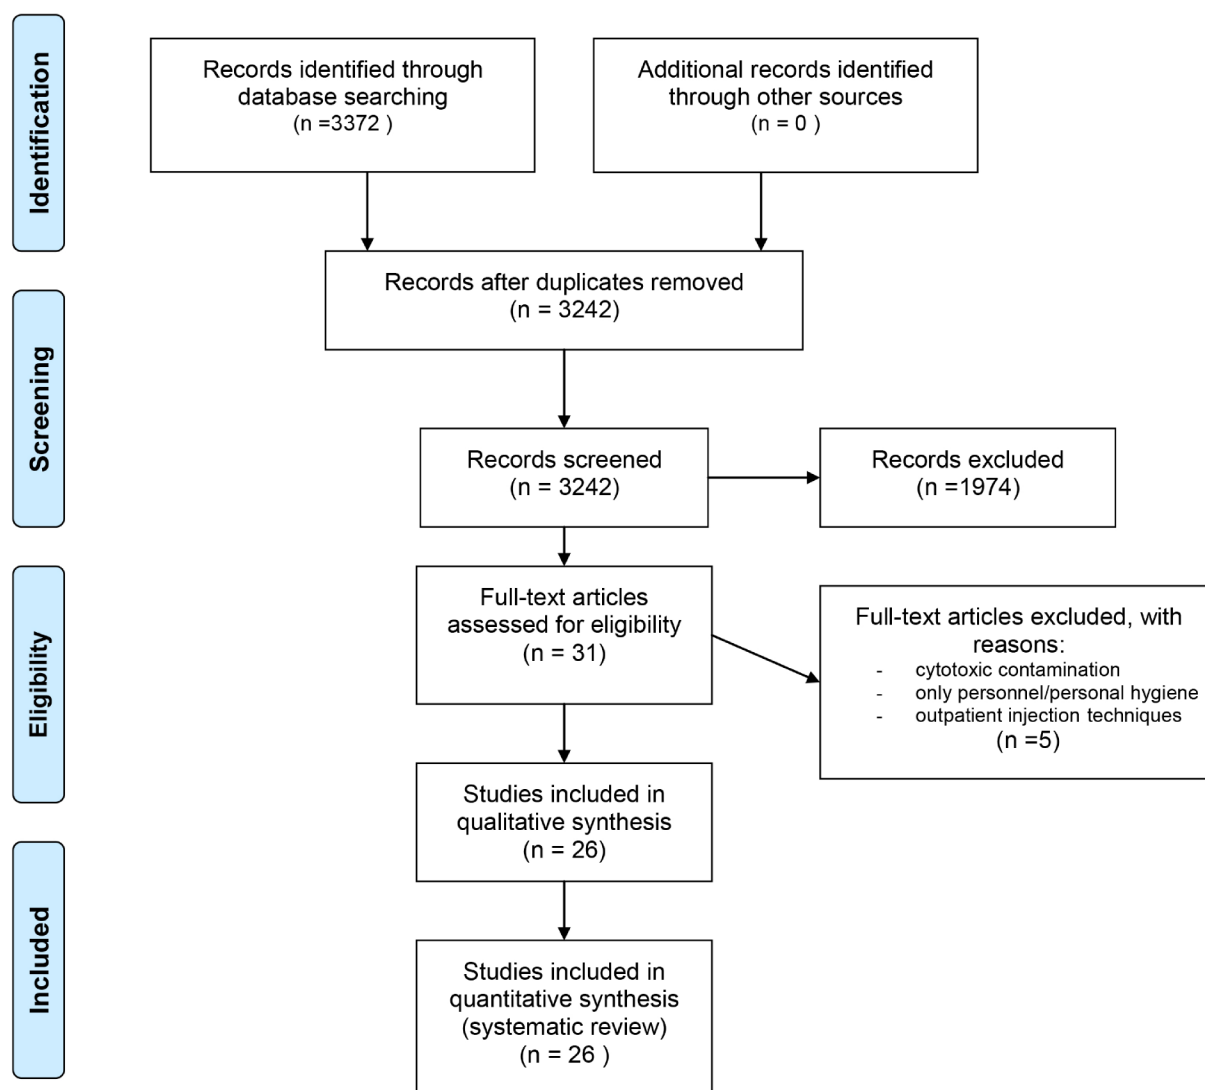 Identification
Records identified through
database searching
(n =3372 )
Additional records identified
through other sources
(n = 0 )
Records after duplicates removed
(n = 3242)
Screening
Records screened
(n = 3242)
Records excluded
(n =1974)
Eligibility
Full-text articles
assessed for eligibility
(n = 31)
Full-text articles excluded, with
reasons:
- cytotoxic contamination
- only personnel/personal hygiene
- outpatient injection techniques
(n =5)
Studies included in
qualitative synthesis
(n = 26)
Included
Studies included in
quantitative synthesis
(systematic review)
(n = 26 )